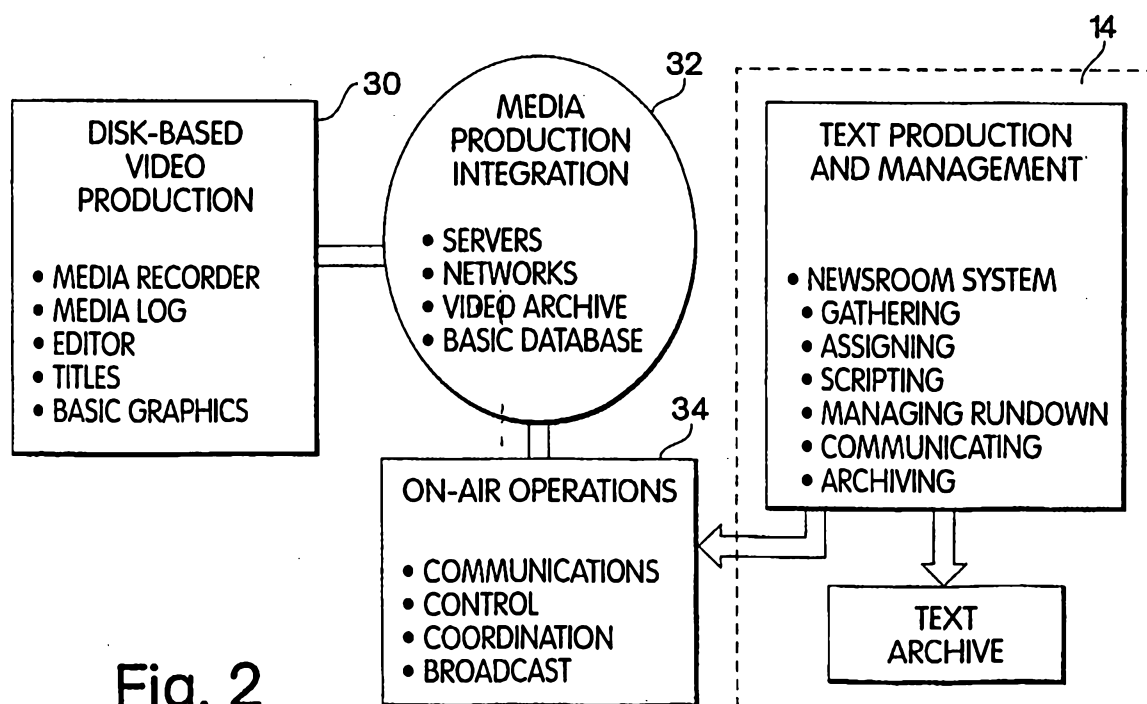 30
DISK-BASED
VIDEO
PRODUCTION
• MEDIA RECORDER
• MEDIA LOG
• EDITOR
• TITLES
• BASIC GRAPHICS
32
MEDIA
PRODUCTION
INTEGRATION
• SERVERS
• NETWORKS
• VIDEO ARCHIVE
• BASIC DATABASE
34
ON-AIR OPERATIONS
• COMMUNICATIONS
• CONTROL
• COORDINATION
• BROADCAST
14
TEXT PRODUCTION
AND MANAGEMENT
• NEWSROOM SYSTEM
• GATHERING
• ASSIGNING
• SCRIPTING
• MANAGING RUNDOWN
• COMMUNICATING
• ARCHIVING
TEXT
ARCHIVE
Fig. 2